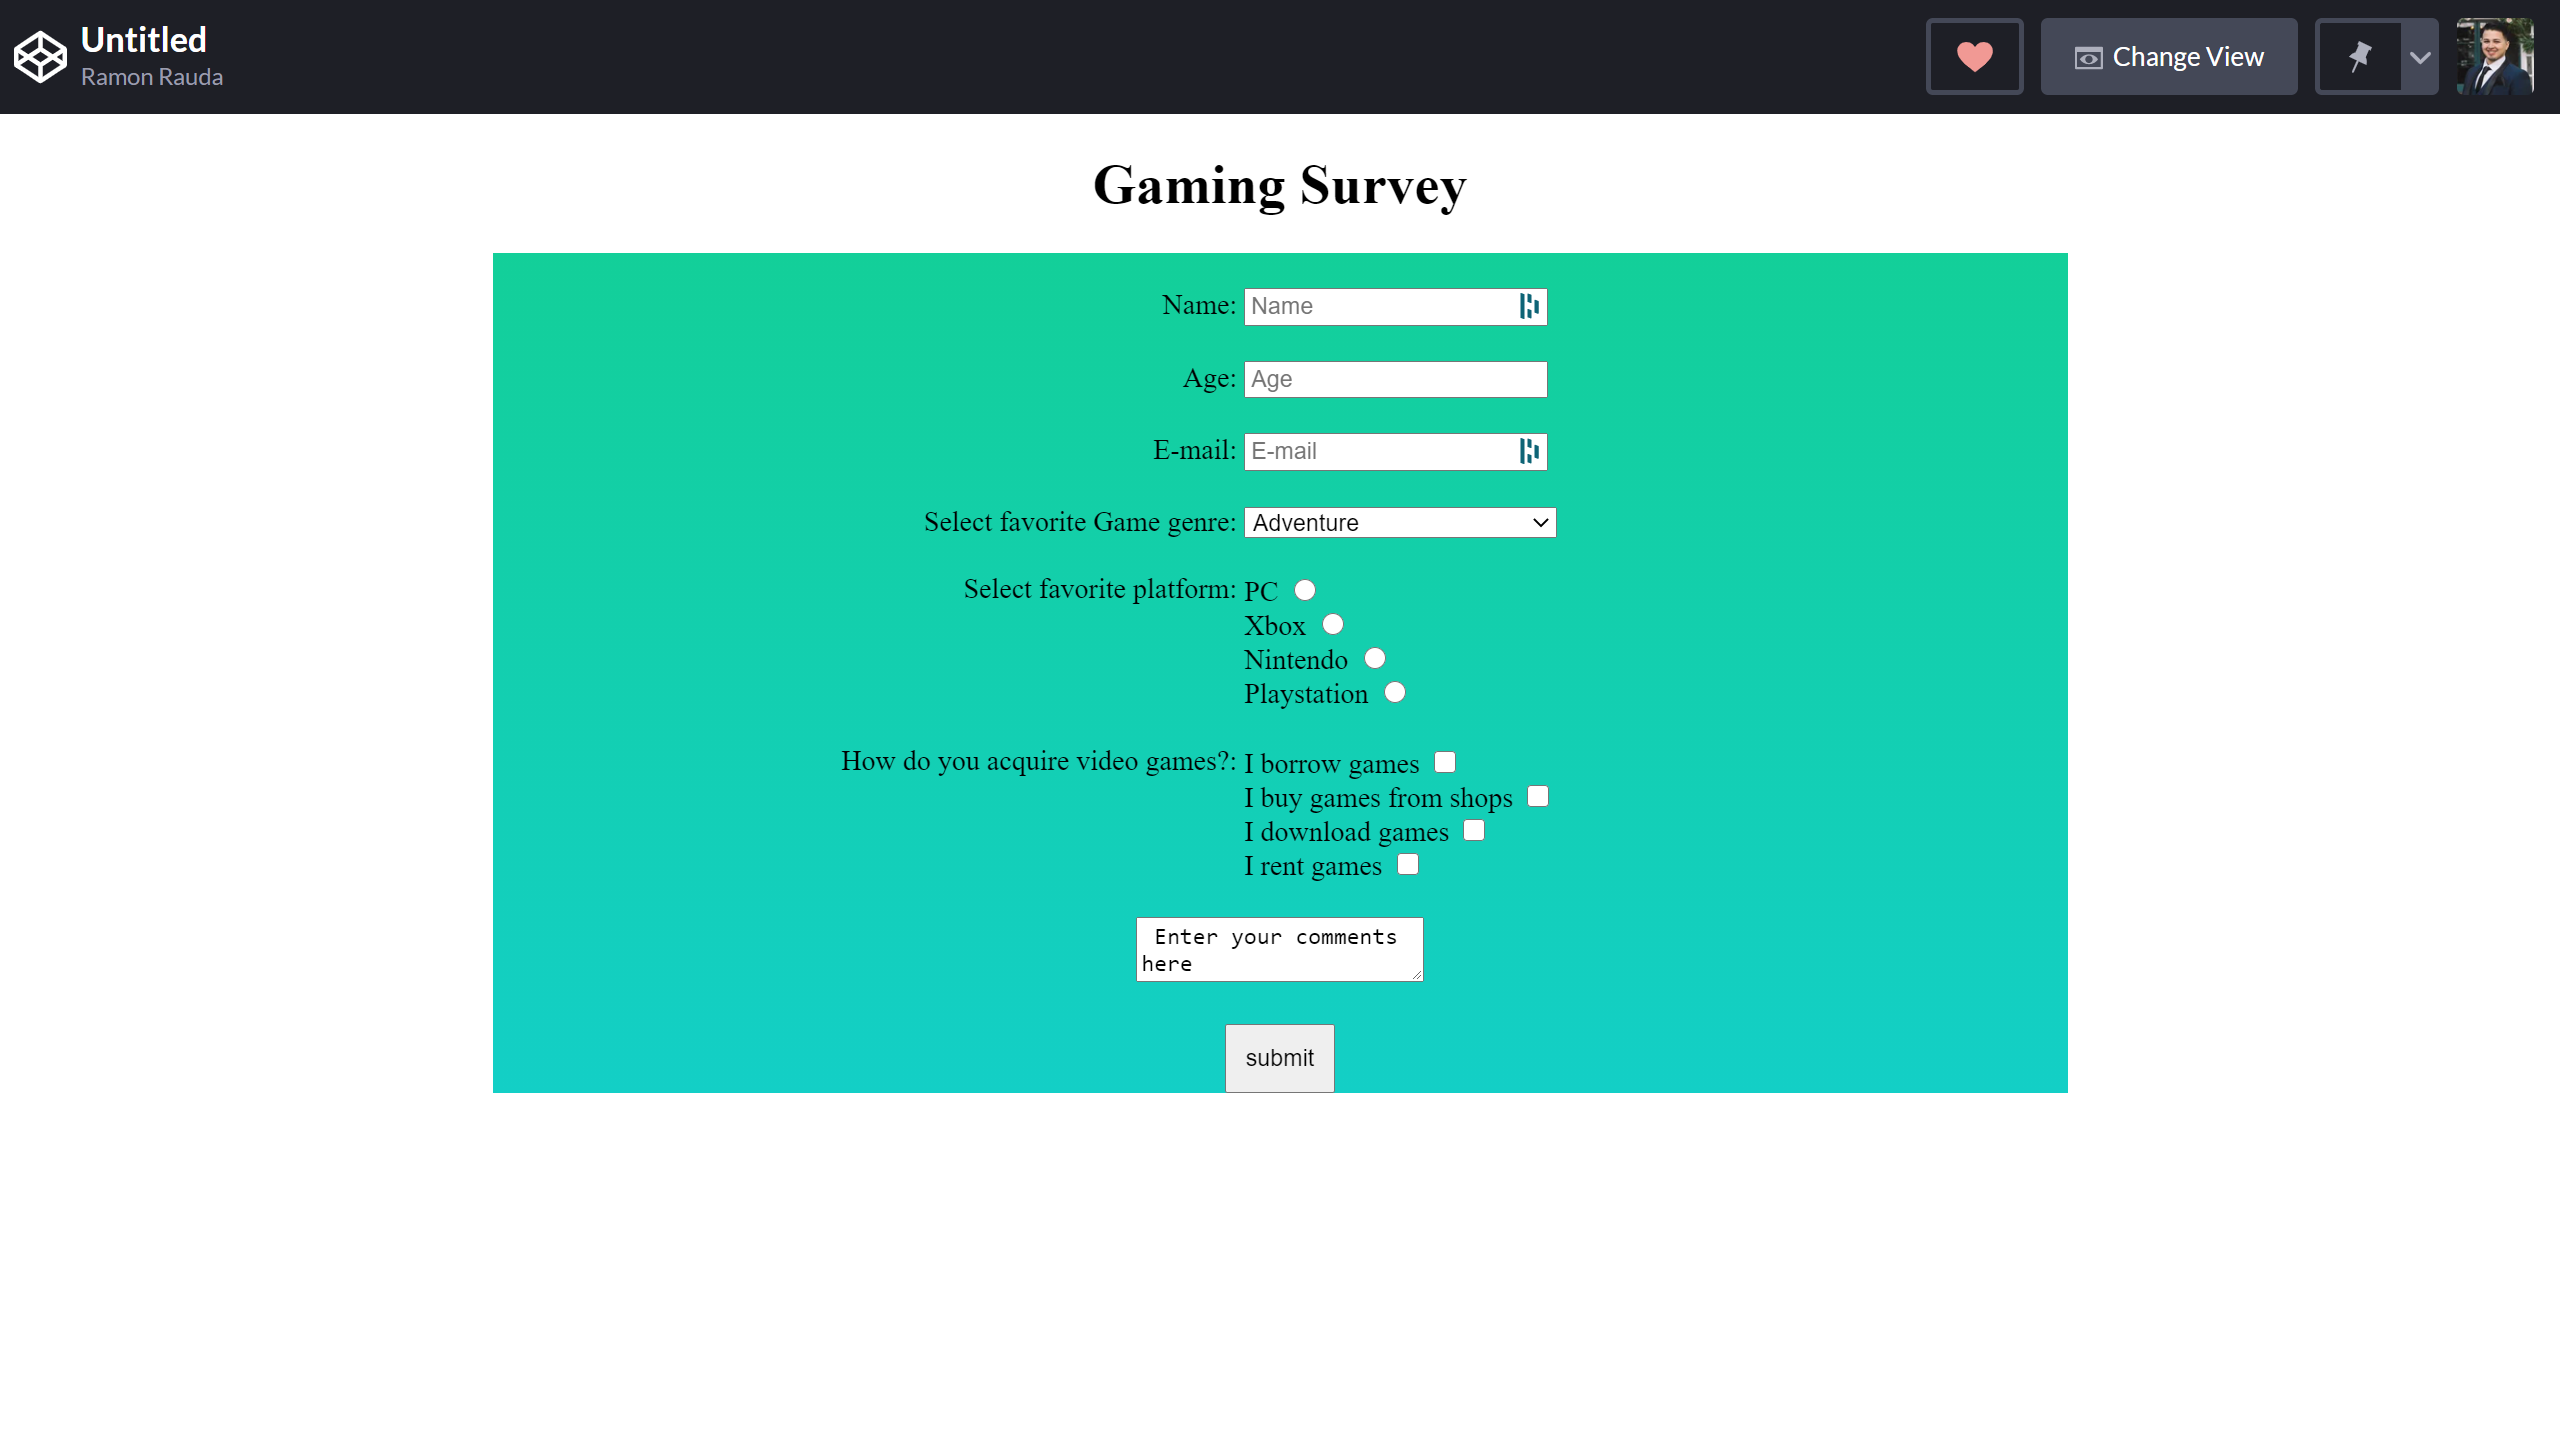 Untitled
Ramon Rauda
Change View
Gaming Survey
Name: Name
Age: Age
E-mail: E-mail
Select favorite Game genre: Adventure
Select favorite platform: PC
Xbox
Nintendo
Playstation
How do you acquire video games?: I borrow games
I buy games from shops
I download games
I rent games
Enter your comments
here
submit